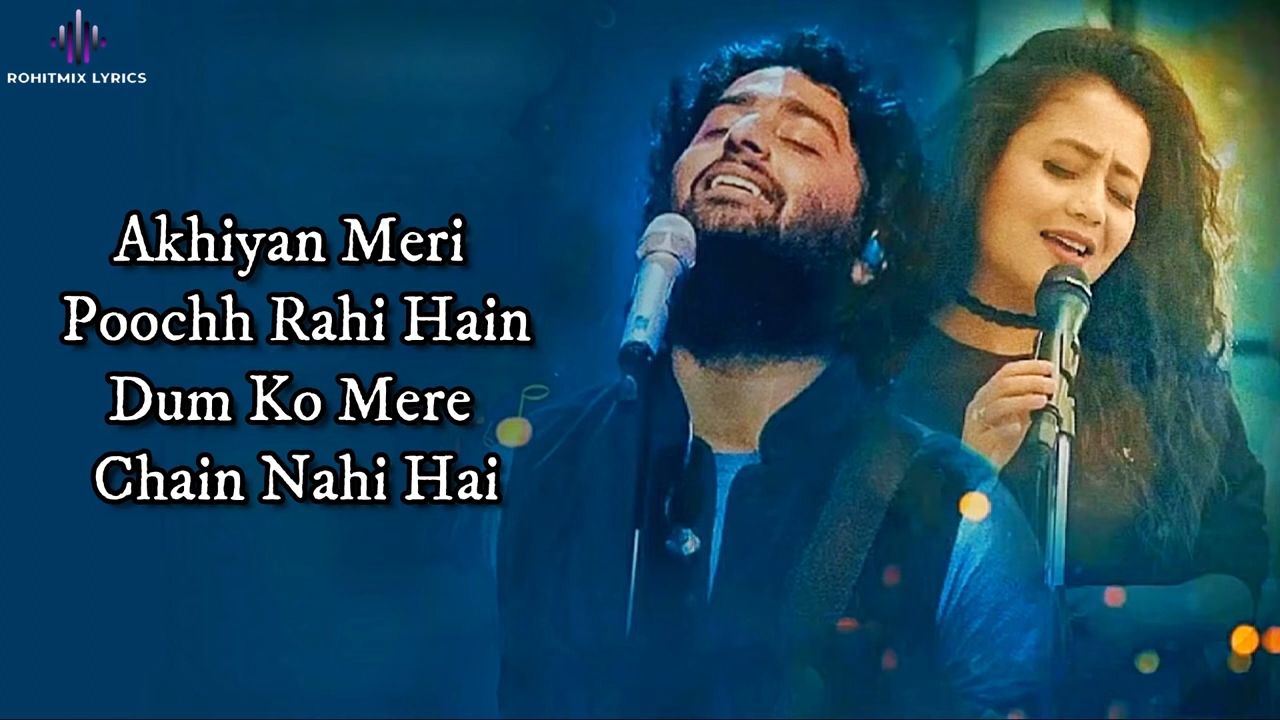 ROHITMIX LYRICS
Akhiyan Meri
Poochh Rahi Hain
Dum Ko Mere
Chain Nahi Hai